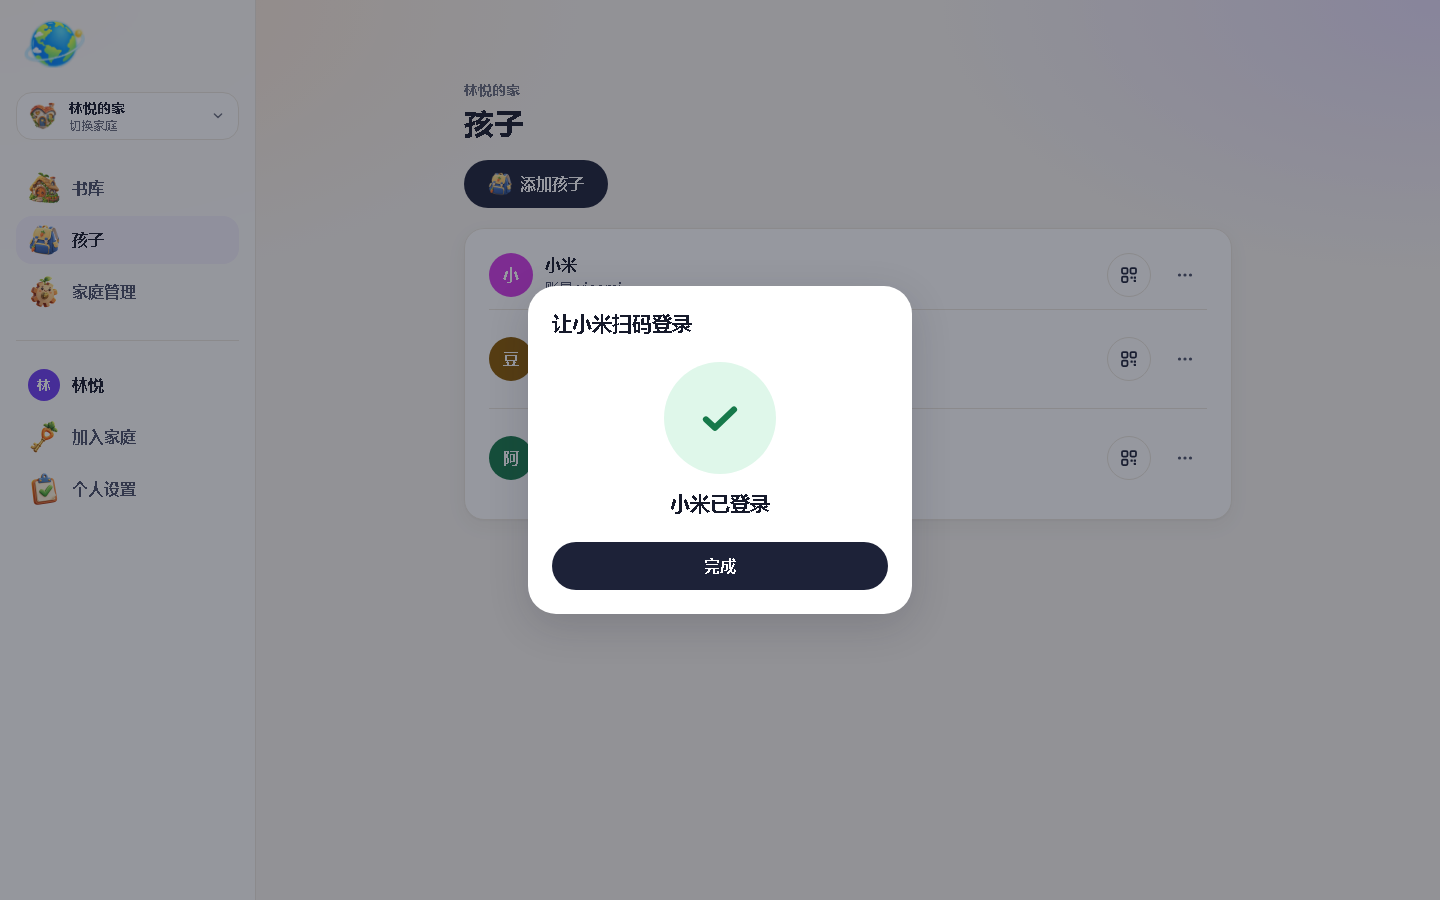 林悦的家
切换家庭
书库
孩子
家庭管理
林
林悦
加入家庭
个人设置
林悦的家
孩子
添加孩子
小
小米
豆
阿
让小米扫码登录
小米已登录
完成